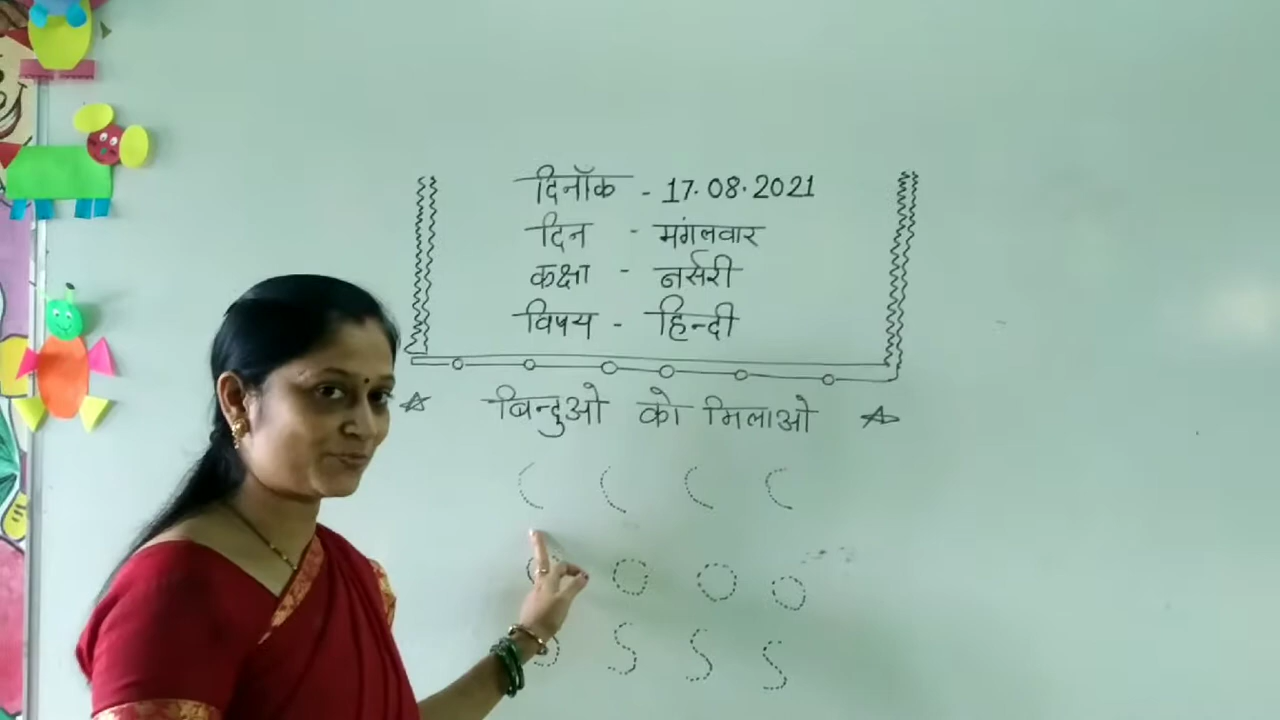 दिनॉक - 17.08.2021
दिन - मंगलवार
कक्षा - नर्सरी
विषय - हिन्दी
बिन्दुओ को मिलाओ